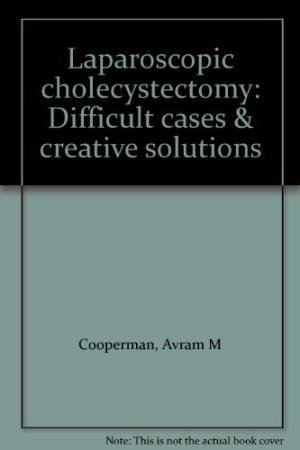 Laparoscopic
cholecystectomy:
Difficult cases &
creative solutions
Cooperman, Avram M
Note: This is not the actual book cover